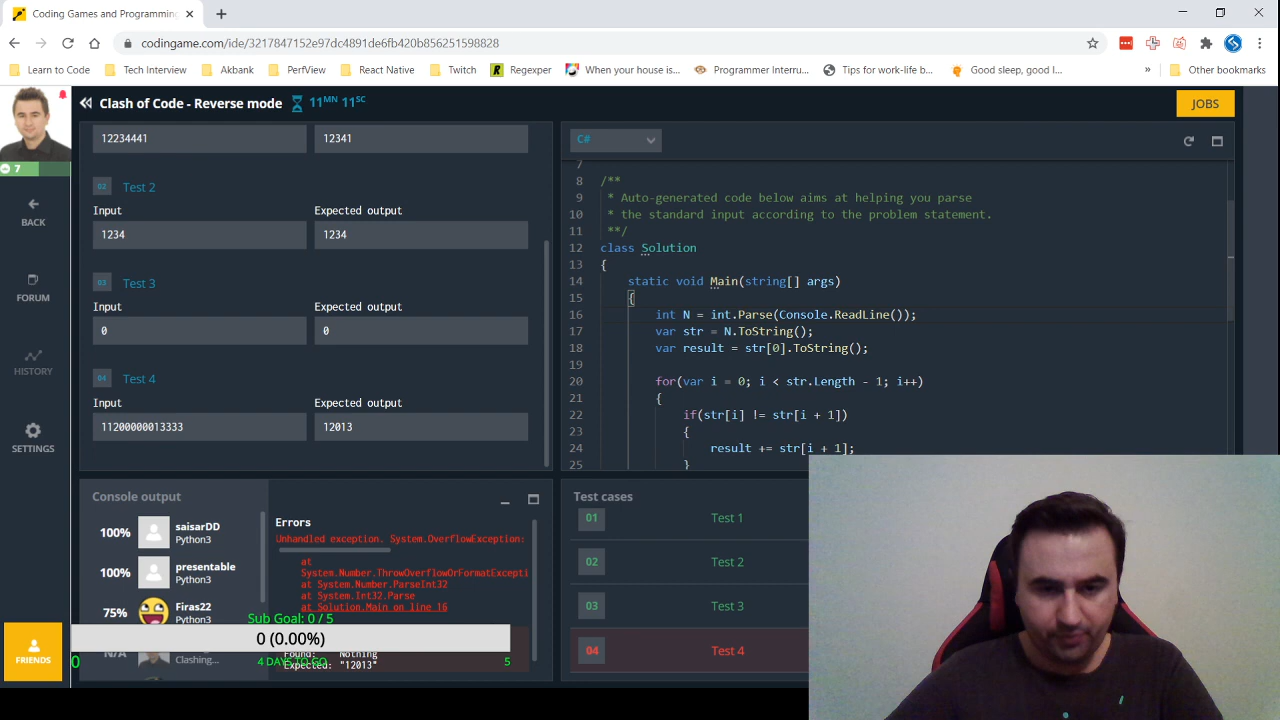 Coding Games and Programming
codingame.com/ide/3217847152e97dc4891de6fb420bd56251598828
Learn to Code
Tech Interview
Akbank
PerfView
React Native
Twitch
Regexper
When your house is...
Programmer Interru...
Tips for work-life b...
Good sleep, good l...
»
Other bookmarks
Clash of Code - Reverse mode
11MN 11SC
JOBS
7
BACK
FORUM
HISTORY
SETTINGS
FRIENDS
12234441
12341
02 Test 2
Input
Expected output
1234
1234
03 Test 3
Input
Expected output
0
0
04 Test 4
Input
Expected output
11200000013333
12013
C#
7
8 /**
9 * Auto-generated code below aims at helping you parse
10 * the standard input according to the problem statement.
11 **/
12 class Solution
13 {
14 static void Main(string[] args)
15 {
16 int N = int.Parse(Console.ReadLine());
17 var str = N.ToString();
18 var result = str[0].ToString();
19
20 for(var i = 0; i < str.Length - 1; i++)
21 {
22 if(str[i] != str[i + 1])
23 {
24 result += str[i + 1];
25 }
Console output
100%
saisarDD
Python3
100%
presentable
Python3
75%
Firas22
Python3
N/A
Clashing...
Errors
Unhandled exception. System.OverflowException:
at
System.Number.ThrowOverflowOrFormatExcepti
at System.Number.ParseInt32
at System.Int32.Parse
at Solution.Main on line 16
Found: Nothing
Expected: "12013"
Sub Goal: 0 / 5
0 (0.00%)
0
4 DAYS TO GO
5
Test cases
01 Test 1
02 Test 2
03 Test 3
04 Test 4